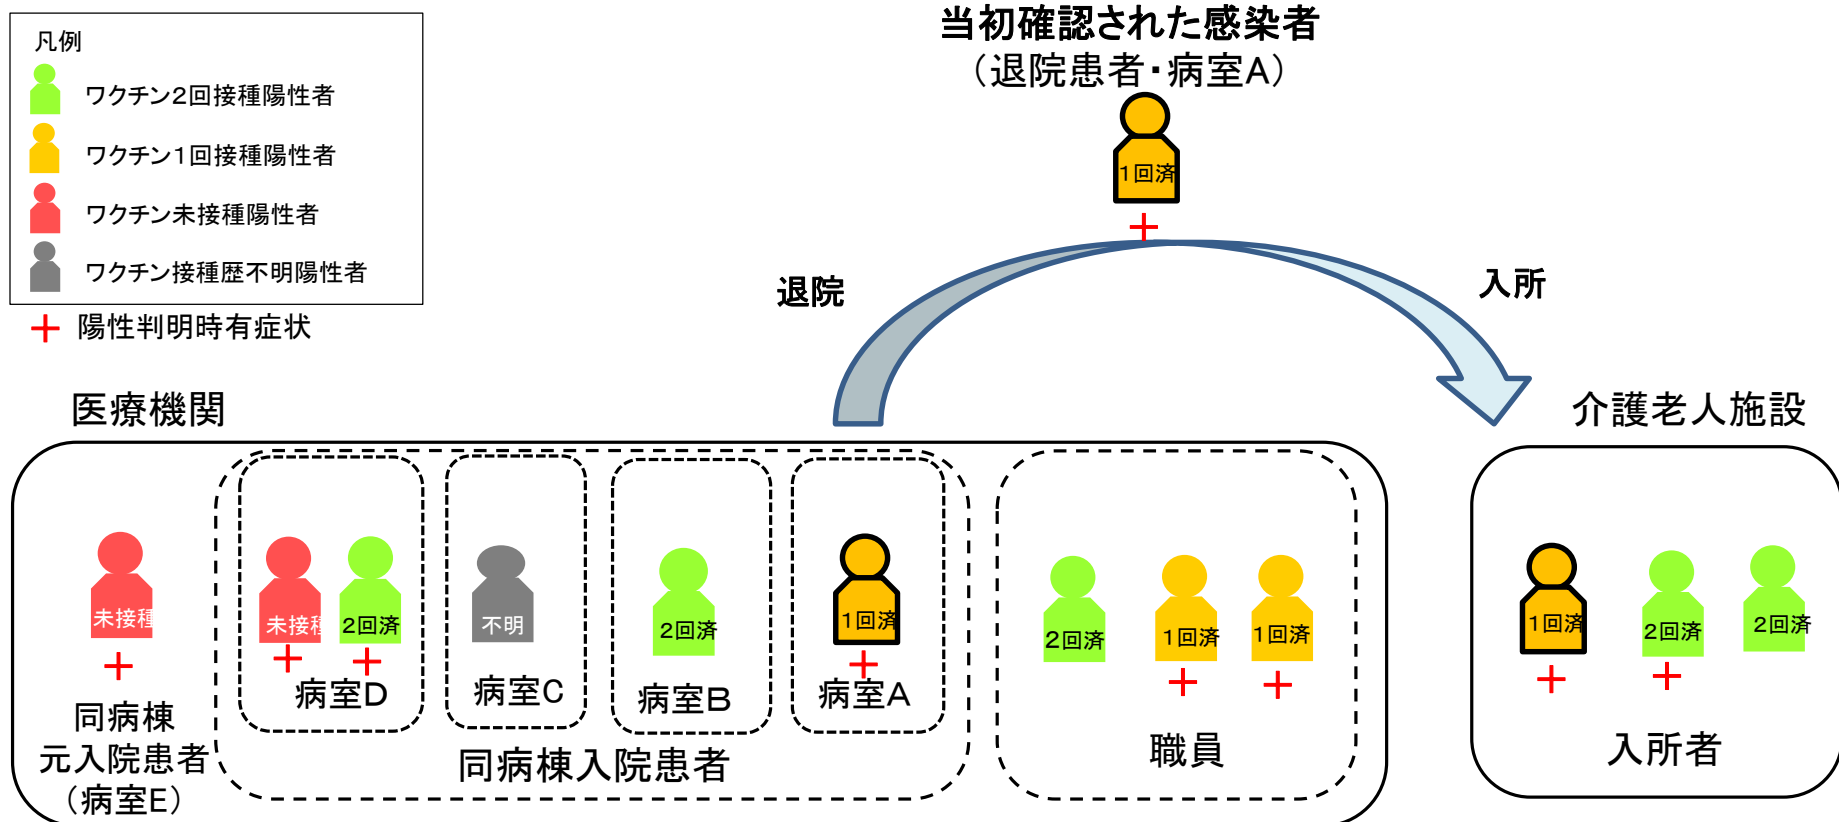 凡例
ワクチン2回接種陽性者
ワクチン1回接種陽性者
ワクチン未接種陽性者
ワクチン接種歴不明陽性者
陽性判明時有症状
当初確認された感染者
（退院患者・病室A）
1回済
退院
入所
医療機関
介護老人施設
未接種
未接種
2回済
不明
2回済
1回済
2回済
1回済
1回済
1回済
2回済
2回済
病室D
病室C
病室B
病室A
同病棟
元入院患者
（病室E）
同病棟入院患者
職員
入所者